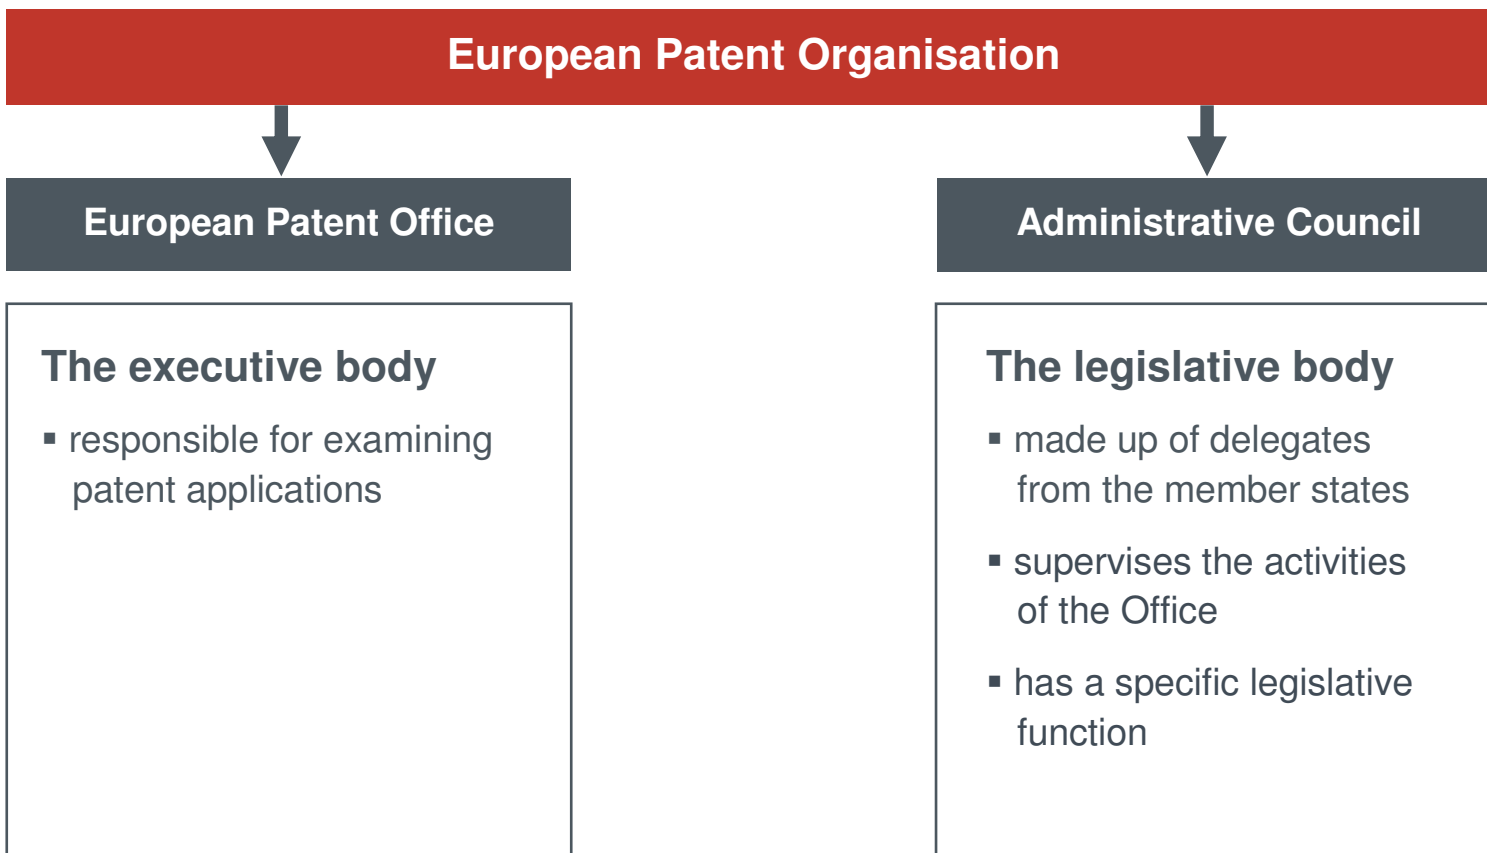 European Patent Organisation
European Patent Office
Administrative Council
The executive body
▪ responsible for examining
patent applications
The legislative body
▪ made up of delegates
from the member states
▪ supervises the activities
of the Office
▪ has a specific legislative
function